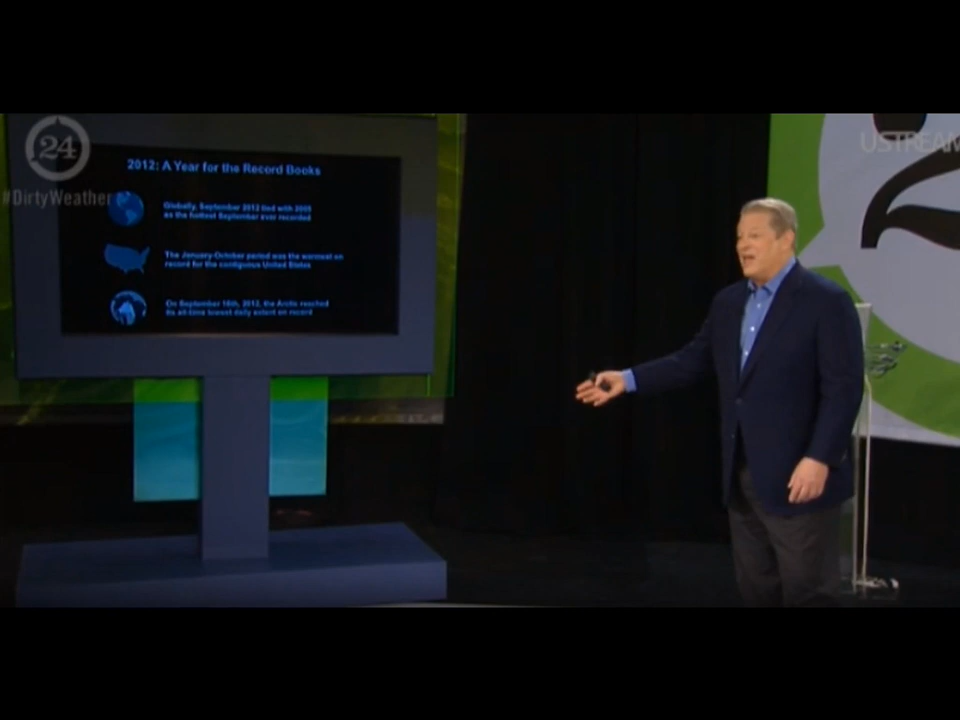 24
USTREAM
#DirtyWeather
2012: A Year for the Record Books
Globally, September 2012 tied with 2005
as the hottest September ever recorded
The January-October period was the warmest on
record for the contiguous United States
On September 16th, 2012, the Arctic reached
its all-time lowest daily extent on record